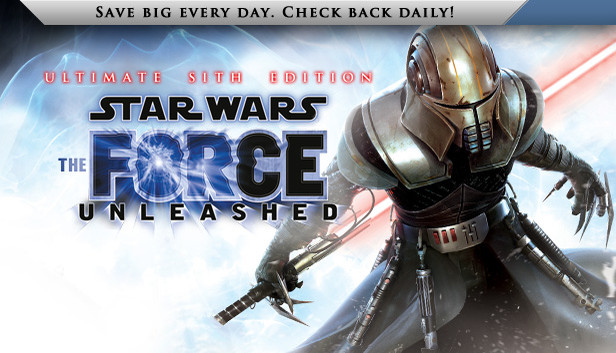 SAVE BIG EVERY DAY. CHECK BACK DAILY!
ULTIMATE SITH EDITION
STAR WARS
THE FORCE
UNLEASHED